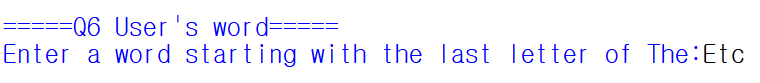 =====Q6 User's word=====
Enter a word starting with the last letter of The:Etc